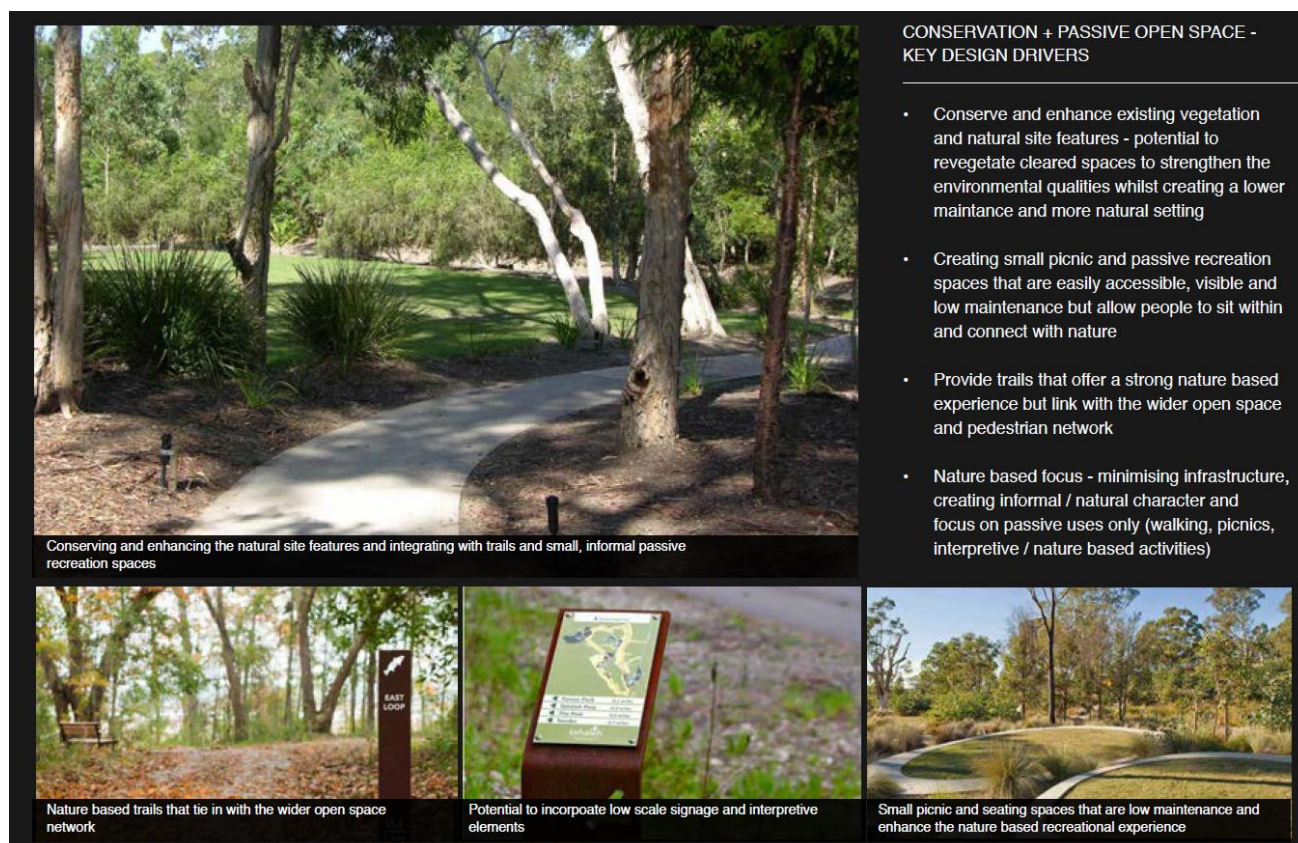 CONSERVATION + PASSIVE OPEN SPACE -
KEY DESIGN DRIVERS
• Conserve and enhance existing vegetation
and natural site features - potential to
revegetate cleared spaces to strengthen the
environmental qualities whilst creating a lower
maintance and more natural setting
• Creating small picnic and passive recreation
spaces that are easily accessible, visible and
low maintenance but allow people to sit within
and connect with nature
• Provide trails that offer a strong nature based
experience but link with the wider open space
and pedestrian network
• Nature based focus - minimising infrastructure,
creating informal / natural character and
focus on passive uses only (walking, picnics,
interpretive / nature based activities)
Conserving and enhancing the natural site features and integrating with trails and small, informal passive
recreation spaces
EAST
LOOP
Nature based trails that tie in with the wider open space
network
Potential to incorpoate low scale signage and interpretive
elements
Small picnic and seating spaces that are low maintenance and
enhance the nature based recreational experience